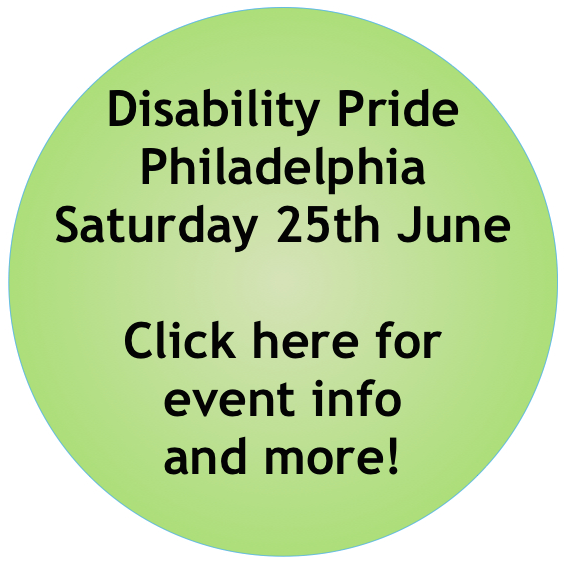 Disability Pride
Philadelphia
Saturday 25th June
Click here for
event info
and more!